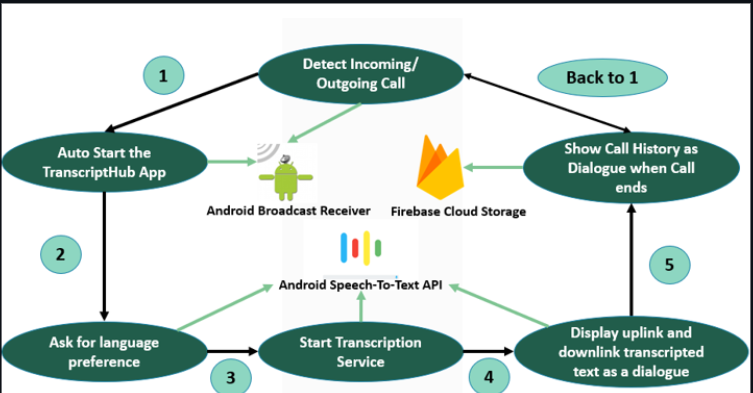 Detect Incoming/
Outgoing Call
1
Back to 1
Auto Start the
TranscriptHub App
Show Call History as
Dialogue when Call
ends
Android Broadcast Receiver
Firebase Cloud Storage
2
5
Android Speech-To-Text API
Ask for language
preference
3
Start Transcription
Service
4
Display uplink and
downlink transcripted
text as a dialogue